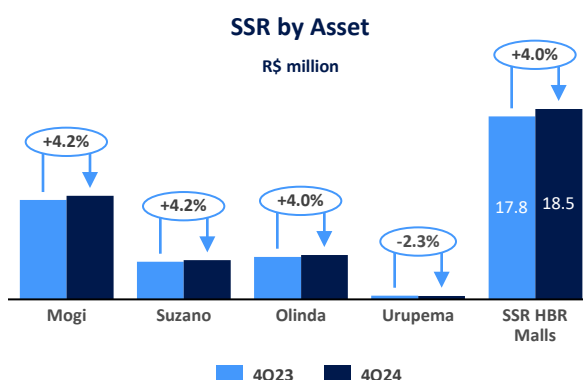 SSR by Asset
R$ million
+4.0%
+4.2%
+4.2%
+4.0%
-2.3%
17.8
18.5
Mogi
Suzano
Olinda
Urupema
SSR HBR
Malls
4Q23
4Q24